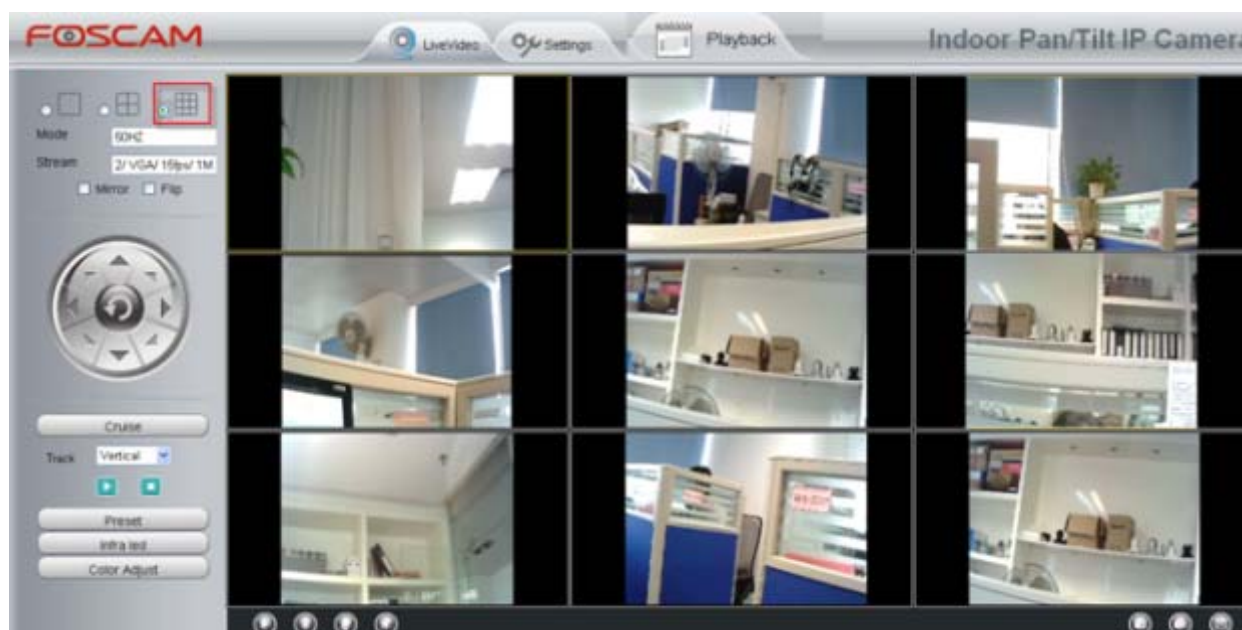 FOSCAM
LiveVideo
Settings
Playback
Indoor Pan/Tilt IP Camera
Mode
50HZ
Stream
2/ VGA/ 15fps/ 1M
Mirror
Flip
Cruise
Track
Vertical
Preset
Infra led
Color Adjust